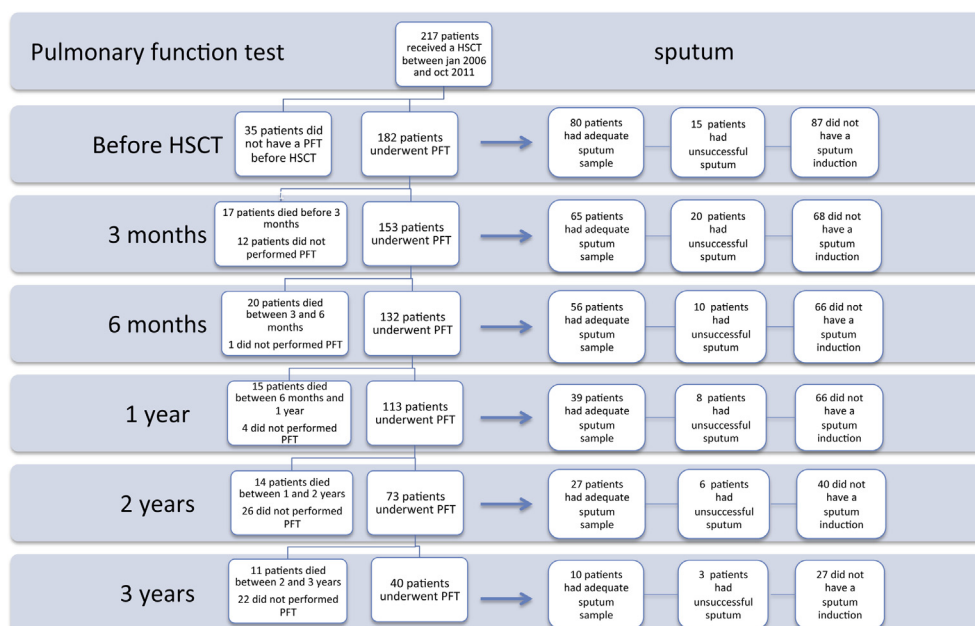 Pulmonary function test
217 patients
received a HSCT
between jan 2006
and oct 2011
sputum
Before HSCT
35 patients did
not have a PFT
before HSCT
182 patients
underwent PFT
80 patients
had adequate
sputum
sample
15 patients
had
unsuccessful
sputum
87 did not
have a
sputum
induction
3 months
17 patients died before 3
months
12 patients did not
performed PFT
153 patients
underwent PFT
65 patients
had adequate
sputum
sample
20 patients
had
unsuccessful
sputum
68 did not
have a
sputum
induction
6 months
20 patients died
between 3 and 6
months
1 did not performed PFT
132 patients
underwent PFT
56 patients
had adequate
sputum
sample
10 patients
had
unsuccessful
sputum
66 did not
have a
sputum
induction
1 year
15 patients died
between 6 months and
1 year
4 did not performed
PFT
113 patients
underwent PFT
39 patients
had adequate
sputum
sample
8 patients
had
unsuccessful
sputum
66 did not
have a
sputum
induction
2 years
14 patients died
between 1 and 2 years
26 did not performed
PFT
73 patients
underwent PFT
27 patients
had adequate
sputum
sample
6 patients
had
unsuccessful
sputum
40 did not
have a
sputum
induction
3 years
11 patients died
between 2 and 3 years
22 did not performed
PFT
40 patients
underwent PFT
10 patients
had adequate
sputum
sample
3 patients
had
unsuccessful
sputum
27 did not
have a
sputum
induction